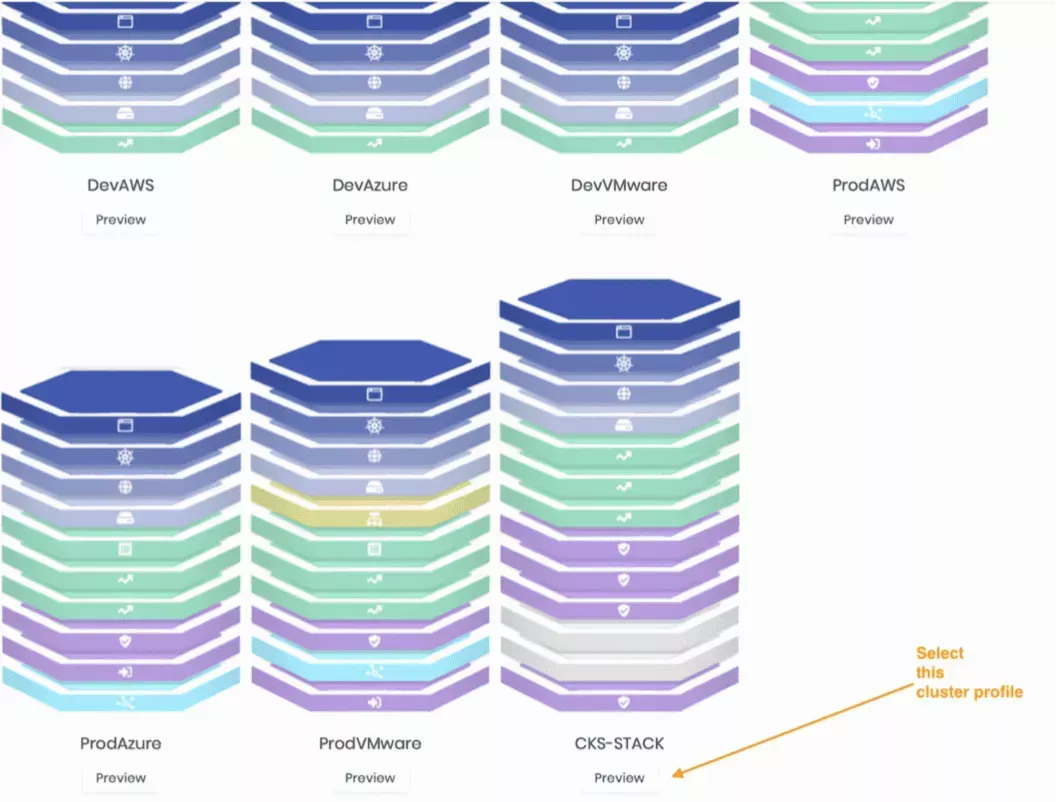 DevAWS
DevAzure
DevVMware
ProdAWS
Preview
Preview
Preview
Preview
Select
this
cluster profile
ProdAzure
ProdVMware
CKS-STACK
Preview
Preview
Preview